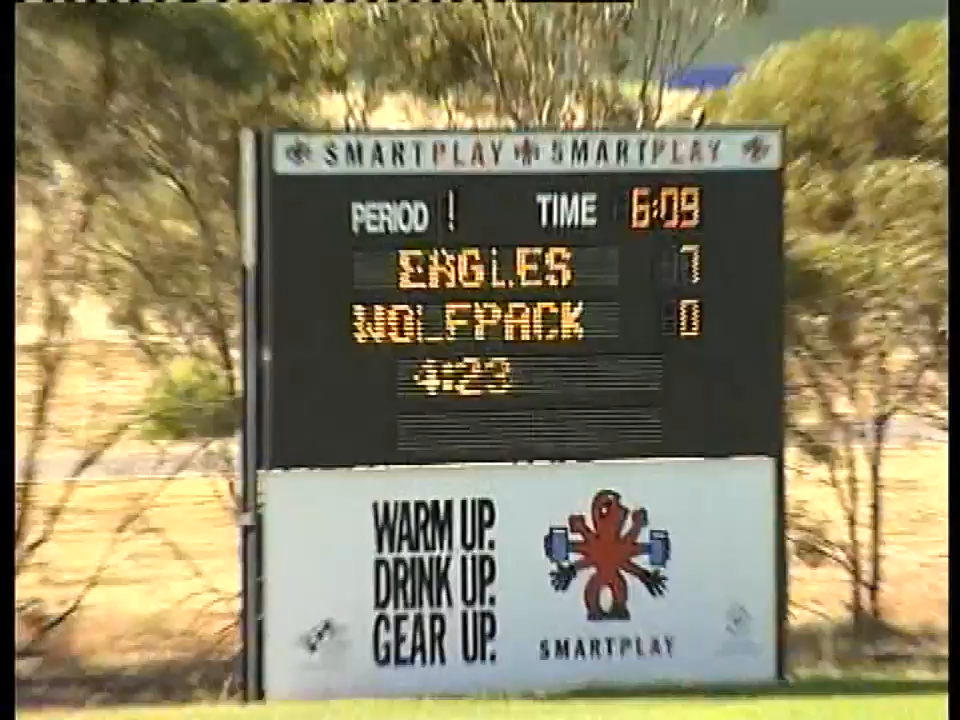 SMARTPLAY SMARTPLAY
PERIOD 1 TIME 6:09
EAGLES 7
WOLFPACK 0
4:23
WARM UP.
DRINK UP.
GEAR UP.
SMARTPLAY